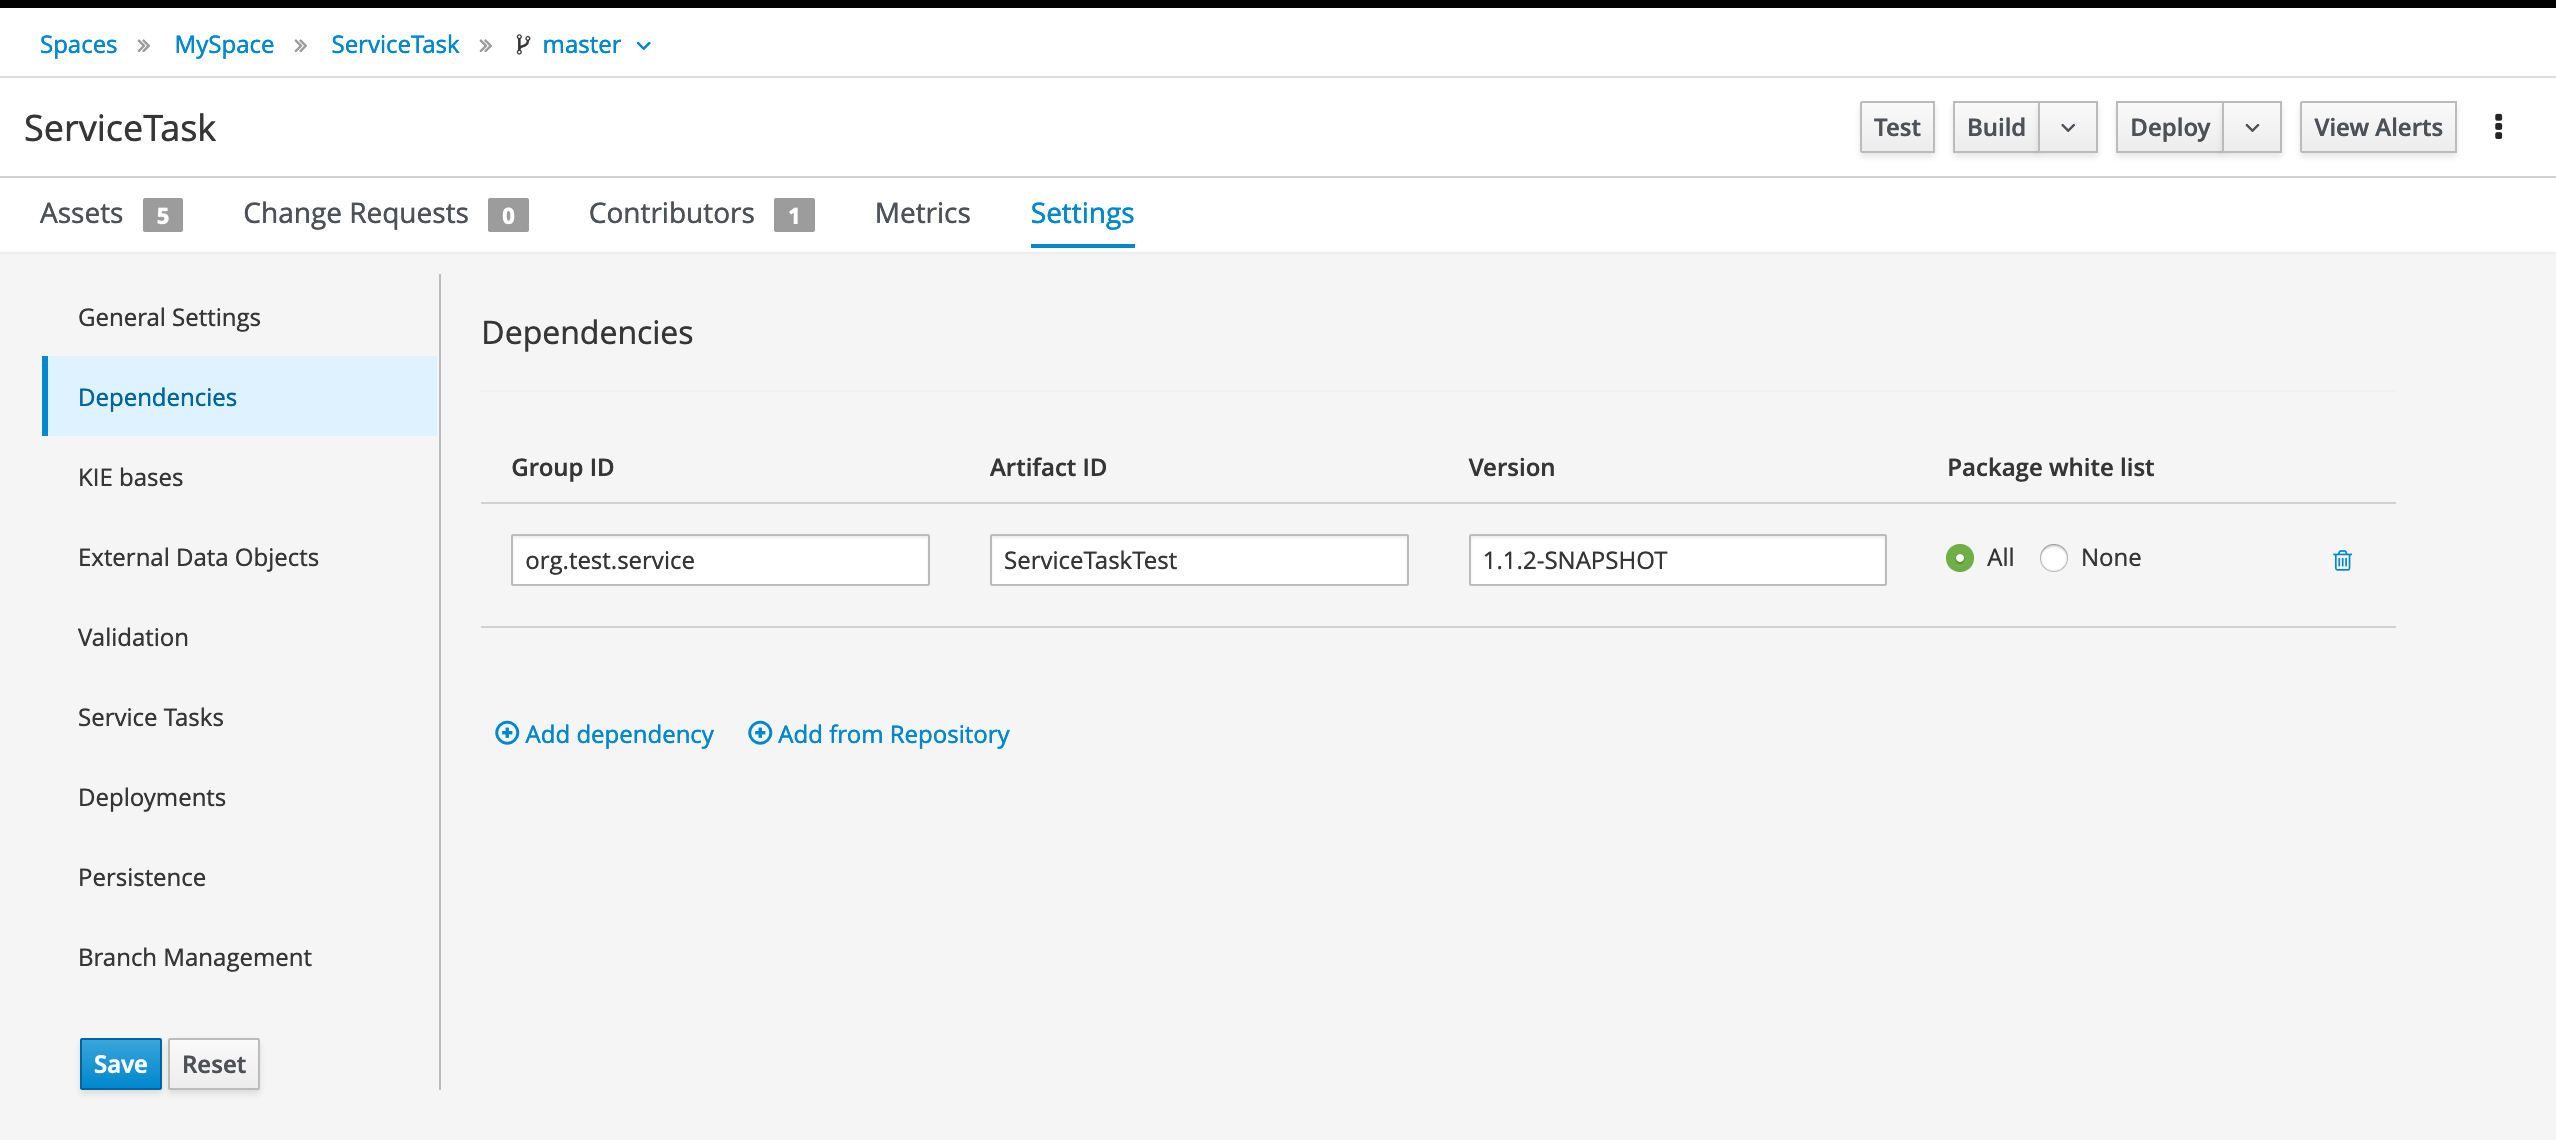 Spaces » MySpace » ServiceTask » master
ServiceTask
Test Build Deploy View Alerts
Assets 5 Change Requests 0 Contributors 1 Metrics Settings
General Settings
Dependencies
KIE bases
External Data Objects
Validation
Service Tasks
Deployments
Persistence
Branch Management
Save Reset
Dependencies
Group ID Artifact ID Version Package white list
org.test.service ServiceTaskTest 1.1.2-SNAPSHOT All None
Add dependency Add from Repository